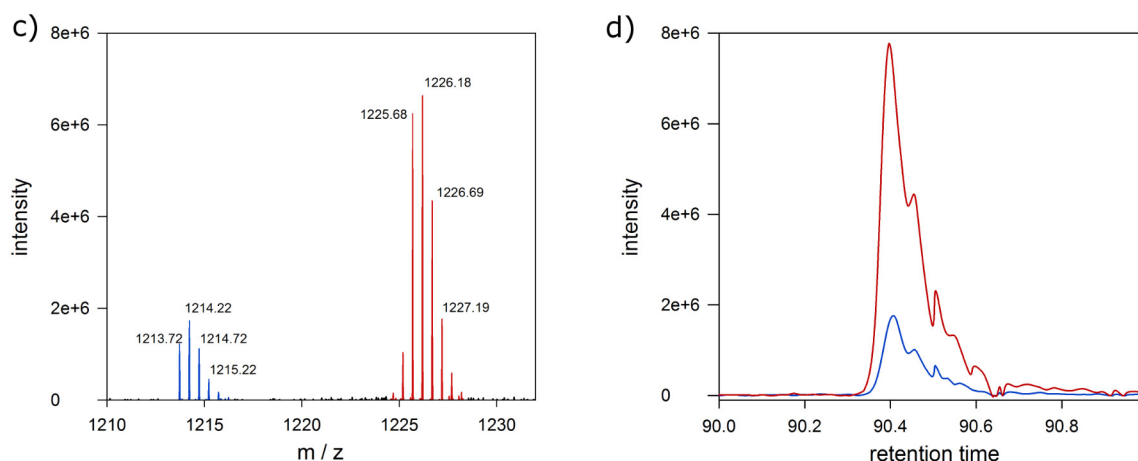 c)
8e+6
6e+6
4e+6
2e+6
0
intensity
1213.72
1214.22
1214.72
1215.22
1225.68
1226.18
1226.69
1227.19
1210
1215
1220
1225
1230
m / z
d)
8e+6
6e+6
4e+6
2e+6
0
intensity
90.0
90.2
90.4
90.6
90.8
retention time